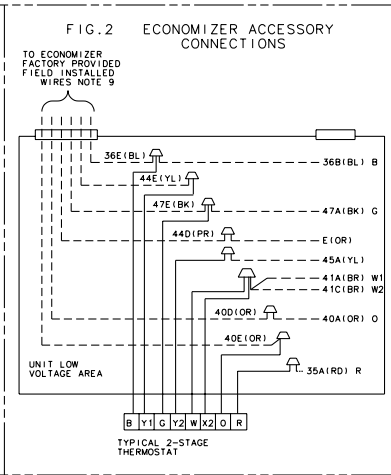 FIG.2 ECONOMIZER ACCESSORY
CONNECTIONS
TO ECONOMIZER
FACTORY PROVIDED
FIELD INSTALLED
WIRES NOTE 9
36E(BL)
36B(BL) B
44E(YL)
47E(BK)
47A(BK) G
44D(PR)
E(OR)
45A(YL)
41A(BR) W1
41C(BR) W2
40D(OR)
40A(OR) O
40E(OR)
35A(RD) R
UNIT LOW
VOLTAGE AREA
B Y1 G Y2 W X2 O R
TYPICAL 2-STAGE
THERMOSTAT